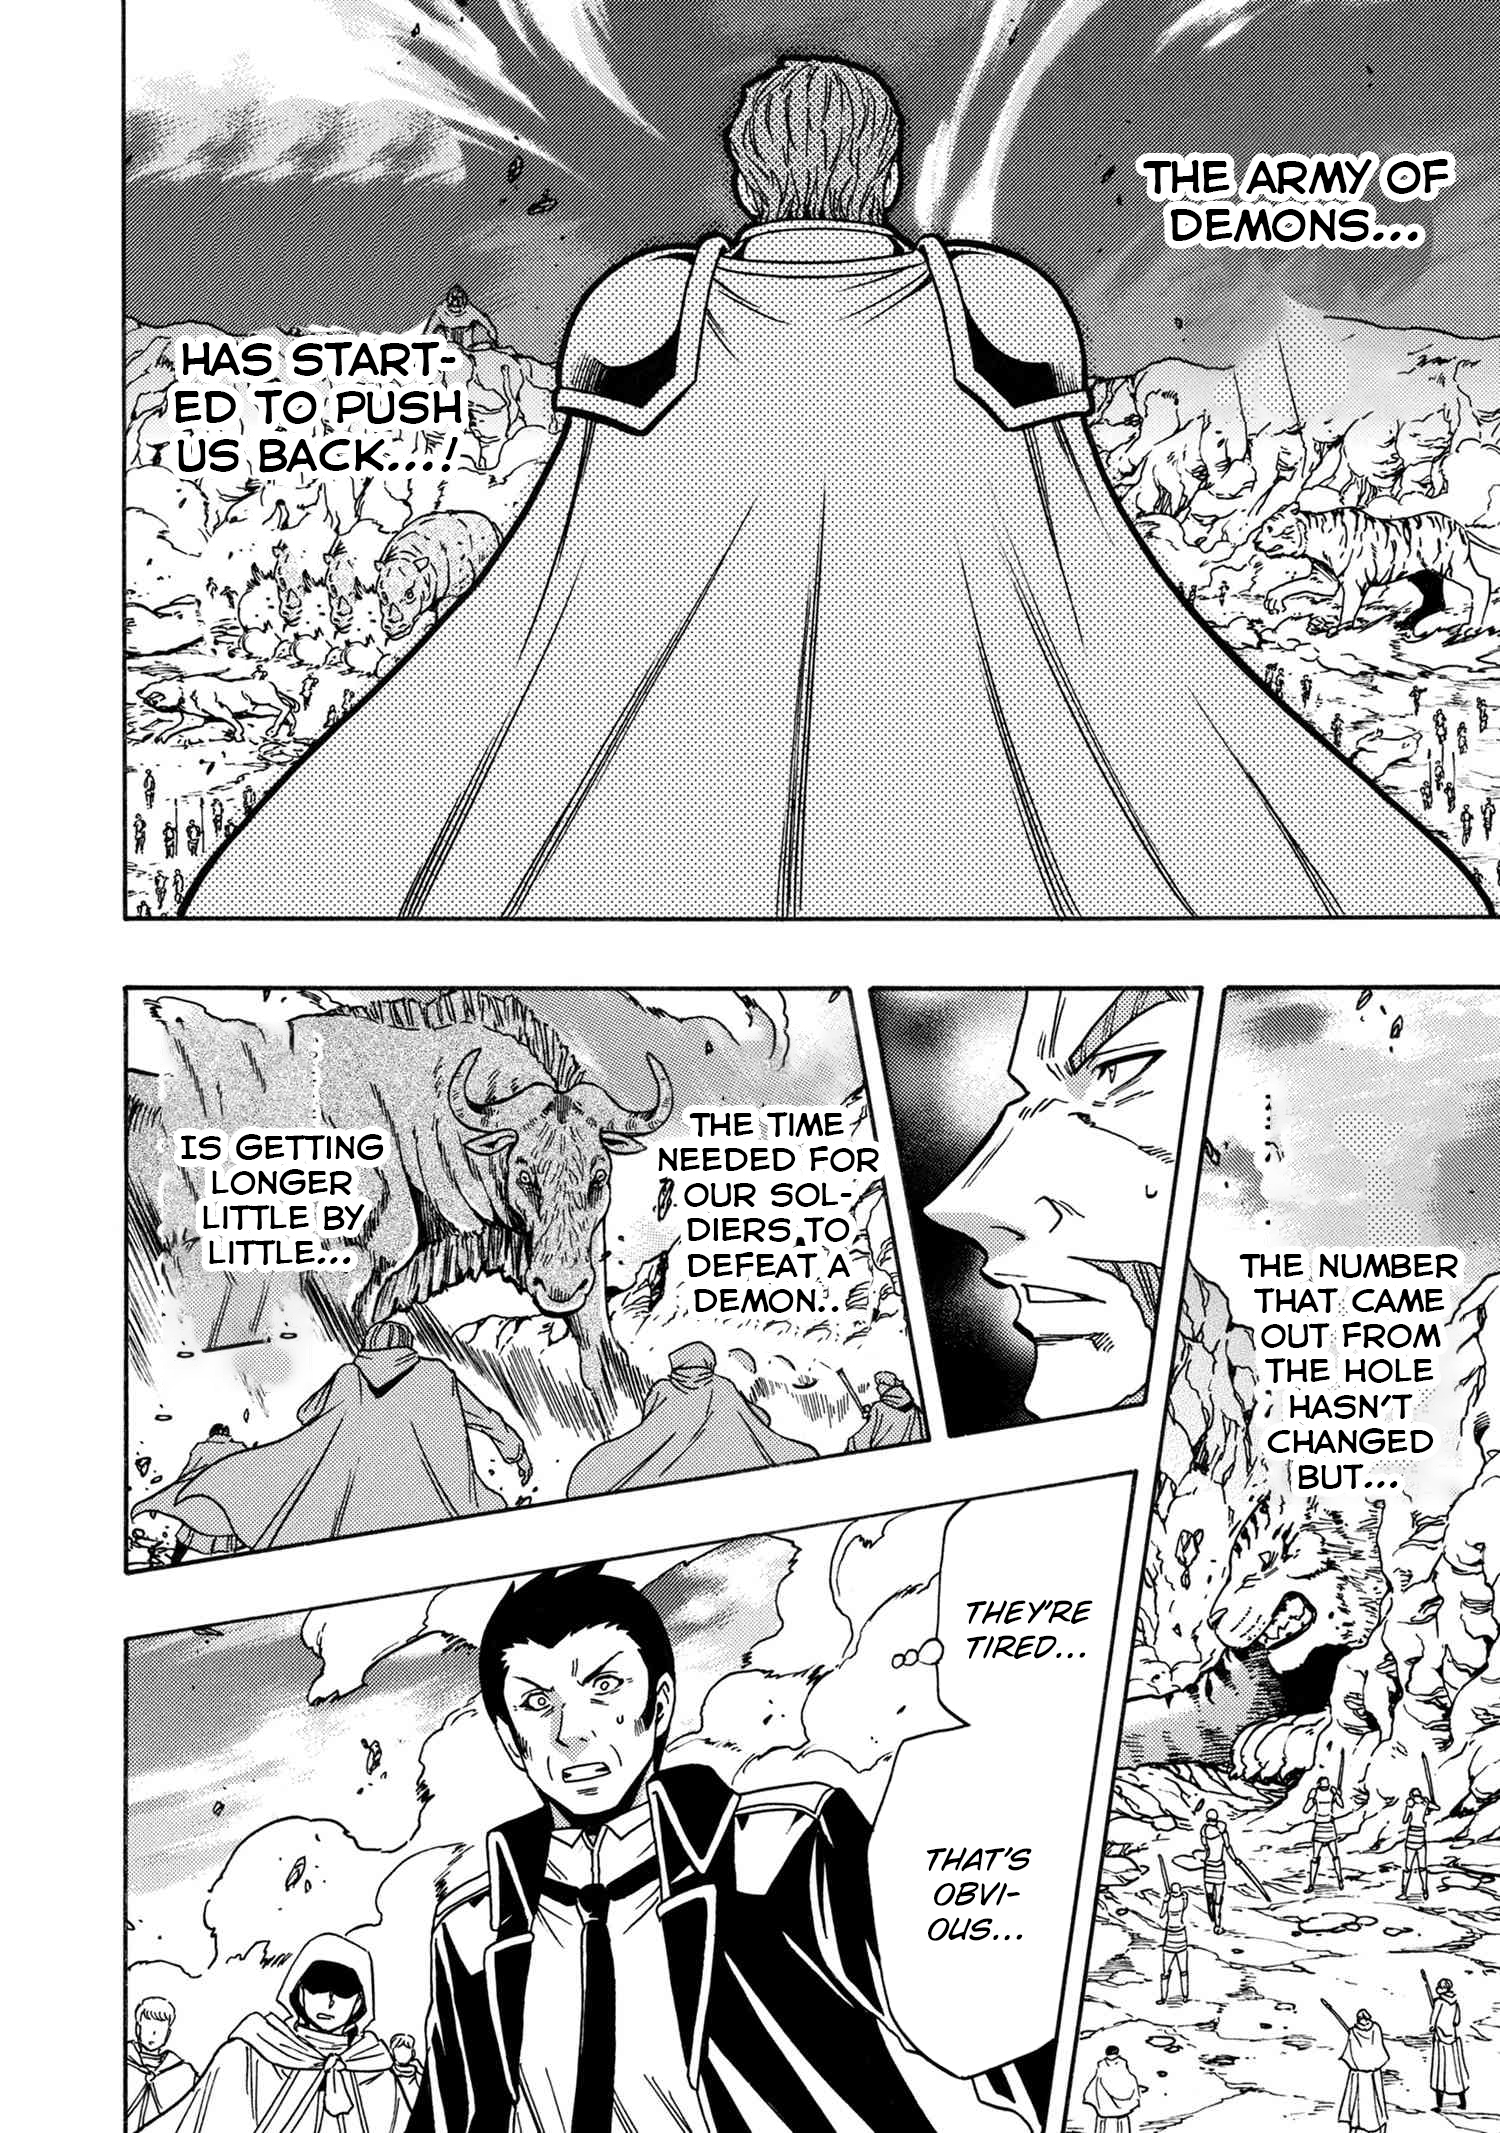 THE ARMY OF
DEMONS...
HAS START-
ED TO PUSH
US BACK...!
THE NUMBER
THAT CAME
OUT FROM
THE HOLE
HASN'T
CHANGED
BUT...
THE TIME
NEEDED FOR
OUR SOL-
DIERS TO
DEFEAT A
DEMON..
IS GETTING
LONGER
LITTLE BY
LITTLE...
THEY'RE
TIRED...
THAT'S
OBVI-
OUS...